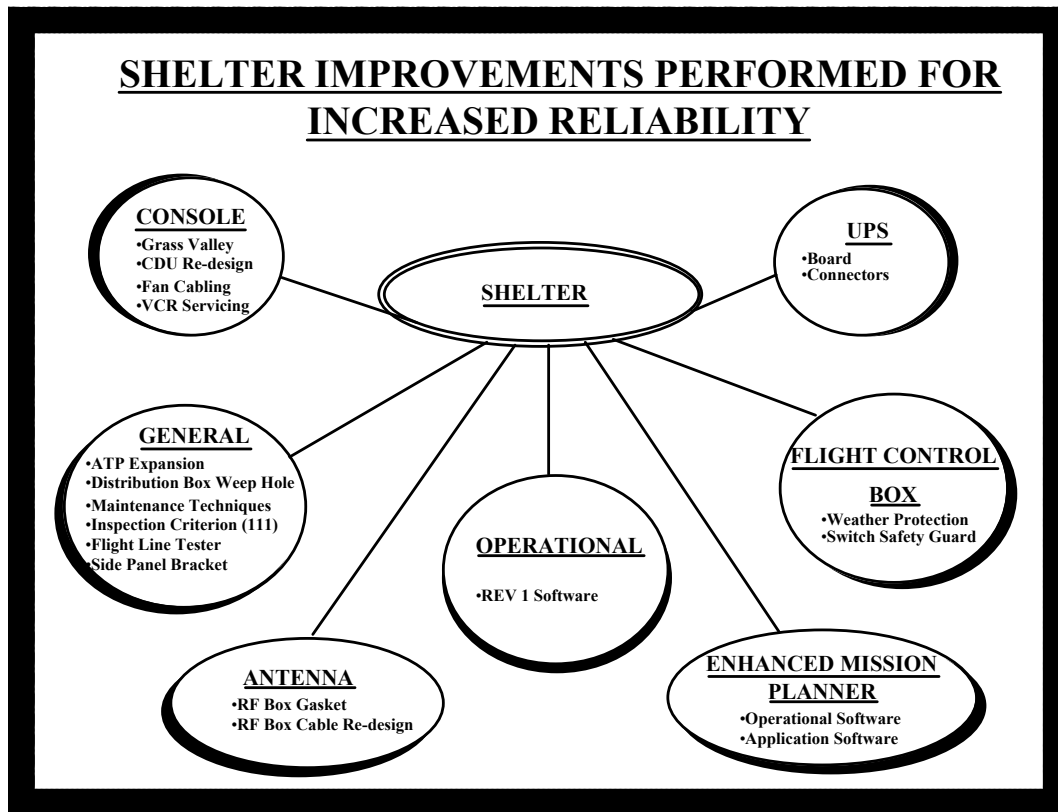 SHELTER IMPROVEMENTS PERFORMED FOR
INCREASED RELIABILITY
CONSOLE
•Grass Valley
•CDU Re-design
•Fan Cabling
•VCR Servicing
UPS
•Board
•Connectors
SHELTER
GENERAL
•ATP Expansion
•Distribution Box Weep Hole
•Maintenance Techniques
•Inspection Criterion (111)
•Flight Line Tester
•Side Panel Bracket
FLIGHT CONTROL
BOX
•Weather Protection
•Switch Safety Guard
OPERATIONAL
•REV 1 Software
ANTENNA
•RF Box Gasket
•RF Box Cable Re-design
ENHANCED MISSION
PLANNER
•Operational Software
•Application Software